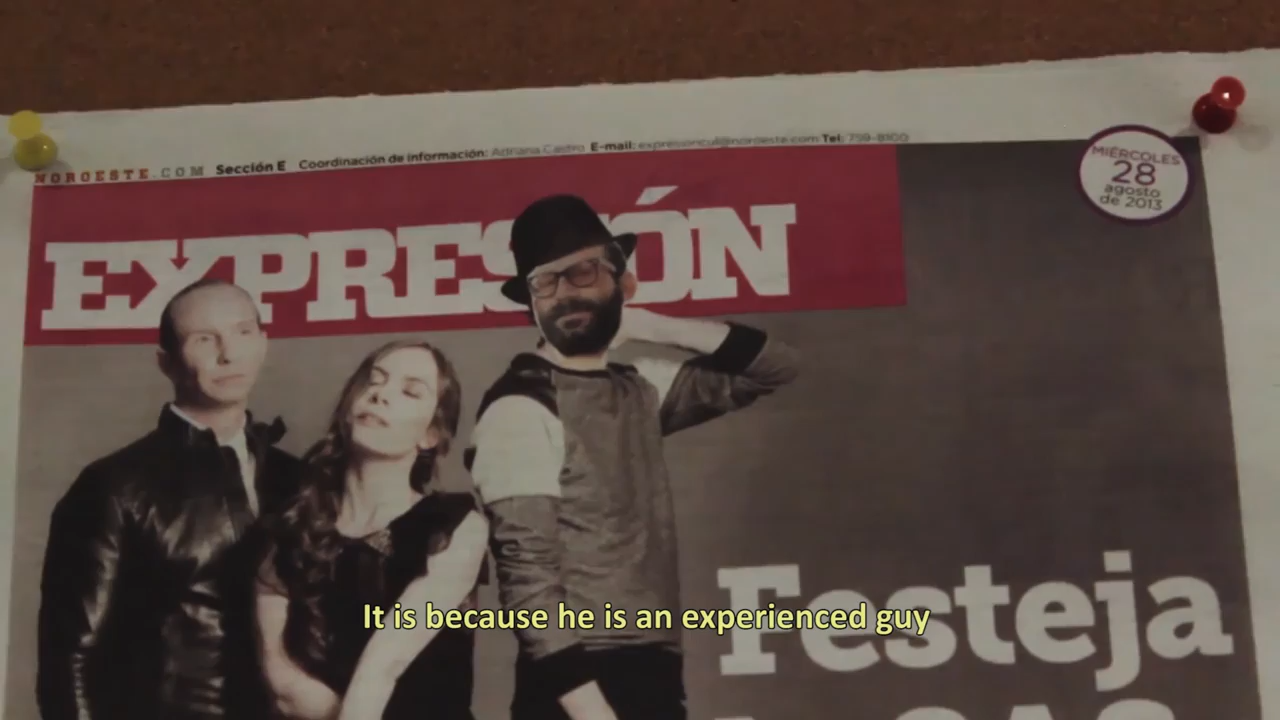 NOROESTE.COM Sección E Coordinación de información: Adriana Castro E-mail: expresioncul@noroeste.com Tel: 759-8100
MIÉRCOLES
28
agosto
de 2013
EXPRESIÓN
Festeja
It is because he is an experienced guy